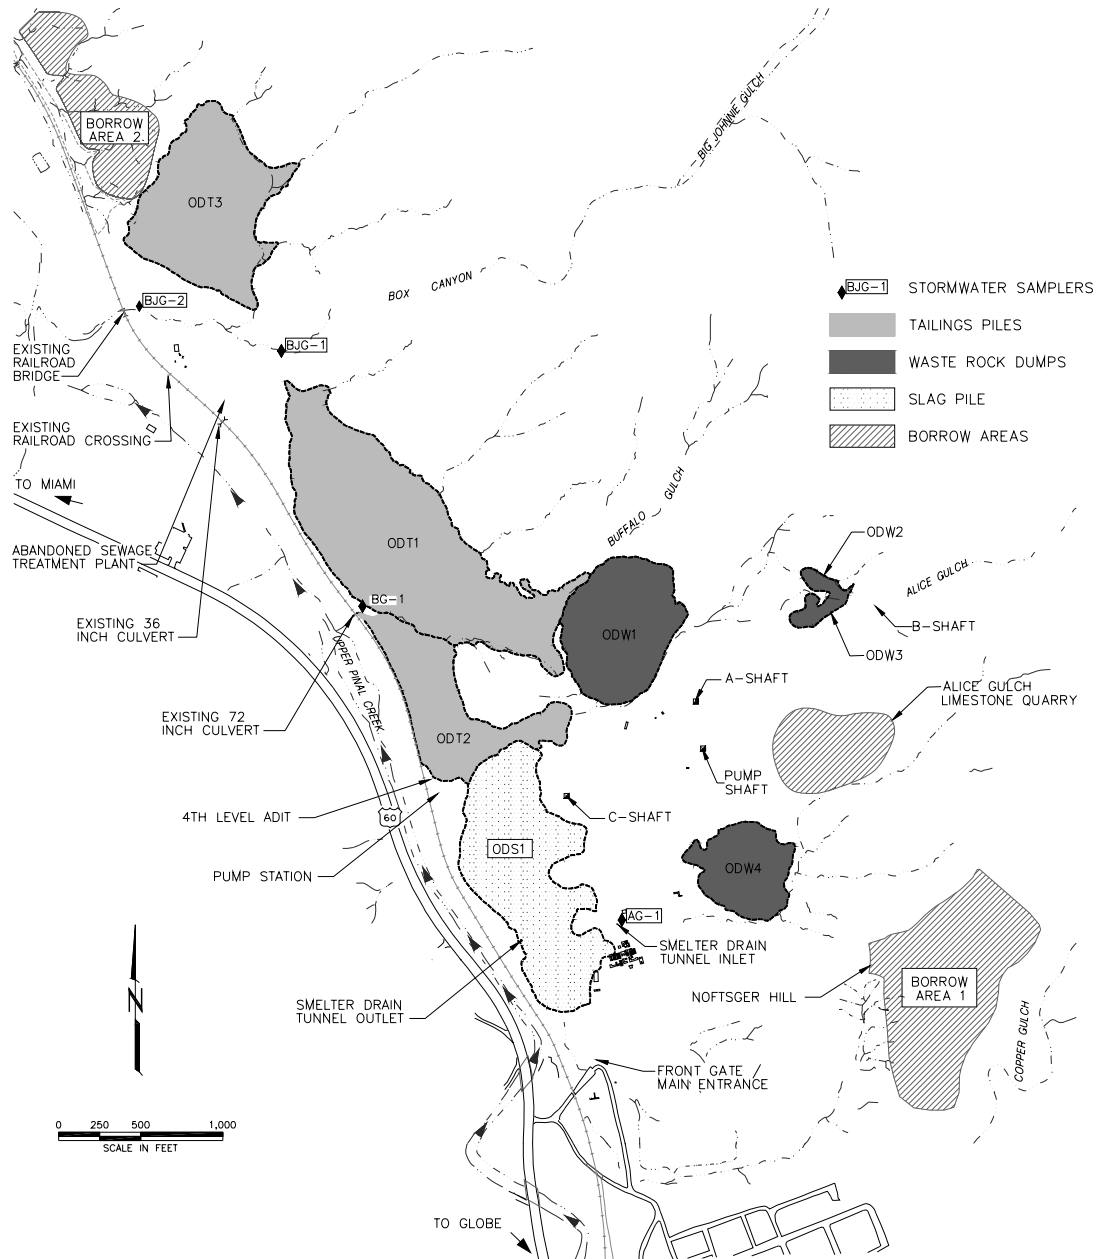 BORROW
AREA 2
BIG JOHNNIE GULCH
ODT3
BOX CANYON
BJG-1 STORMWATER SAMPLERS
BJG-2
TAILINGS PILES
EXISTING
RAILROAD
BRIDGE
BJG-1
WASTE ROCK DUMPS
SLAG PILE
EXISTING
RAILROAD CROSSING
BORROW AREAS
TO MIAMI
BUFFALO GULCH
ODT1
ODW2
ABANDONED SEWAGE
TREATMENT PLANT
ALICE GULCH
BG-1
EXISTING 36
INCH CULVERT
ODW1
B-SHAFT
ODW3
UPPER PINAL CREEK
A-SHAFT
ALICE GULCH
LIMESTONE QUARRY
EXISTING 72
INCH CULVERT
ODT2
PUMP
SHAFT
4TH LEVEL ADIT
60
C-SHAFT
ODS1
PUMP STATION
ODW4
AG-1
SMELTER DRAIN
TUNNEL INLET
NOFTSGER HILL
BORROW
AREA 1
N
SMELTER DRAIN
TUNNEL OUTLET
COPPER GULCH
FRONT GATE /
MAIN ENTRANCE
0 250 500 1,000
SCALE IN FEET
TO GLOBE